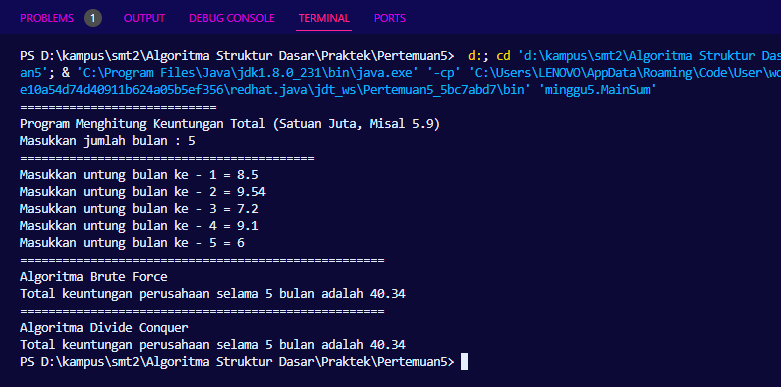 PROBLEMS 1 OUTPUT DEBUG CONSOLE TERMINAL PORTS
PS D:\kampus\smt2\Algoritma Struktur Dasar\Praktek\Pertemuan5>  d:; cd 'd:\kampus\smt2\Algoritma Struktur Das
an5'; & 'C:\Program Files\Java\jdk1.8.0_231\bin\java.exe' '-cp' 'C:\Users\LENOVO\AppData\Roaming\Code\User\wo
e10a54d74d40911b624a05b5ef356\redhat.java\jdt_ws\Pertemuan5_5bc7abd7\bin' 'minggu5.MainSum'
============================
Program Menghitung Keuntungan Total (Satuan Juta, Misal 5.9)
Masukkan jumlah bulan : 5
==========================================
Masukkan untung bulan ke - 1 = 8.5
Masukkan untung bulan ke - 2 = 9.54
Masukkan untung bulan ke - 3 = 7.2
Masukkan untung bulan ke - 4 = 9.1
Masukkan untung bulan ke - 5 = 6
====================================================
Algoritma Brute Force
Total keuntungan perusahaan selama 5 bulan adalah 40.34
====================================================
Algoritma Divide Conquer
Total keuntungan perusahaan selama 5 bulan adalah 40.34
PS D:\kampus\smt2\Algoritma Struktur Dasar\Praktek\Pertemuan5>